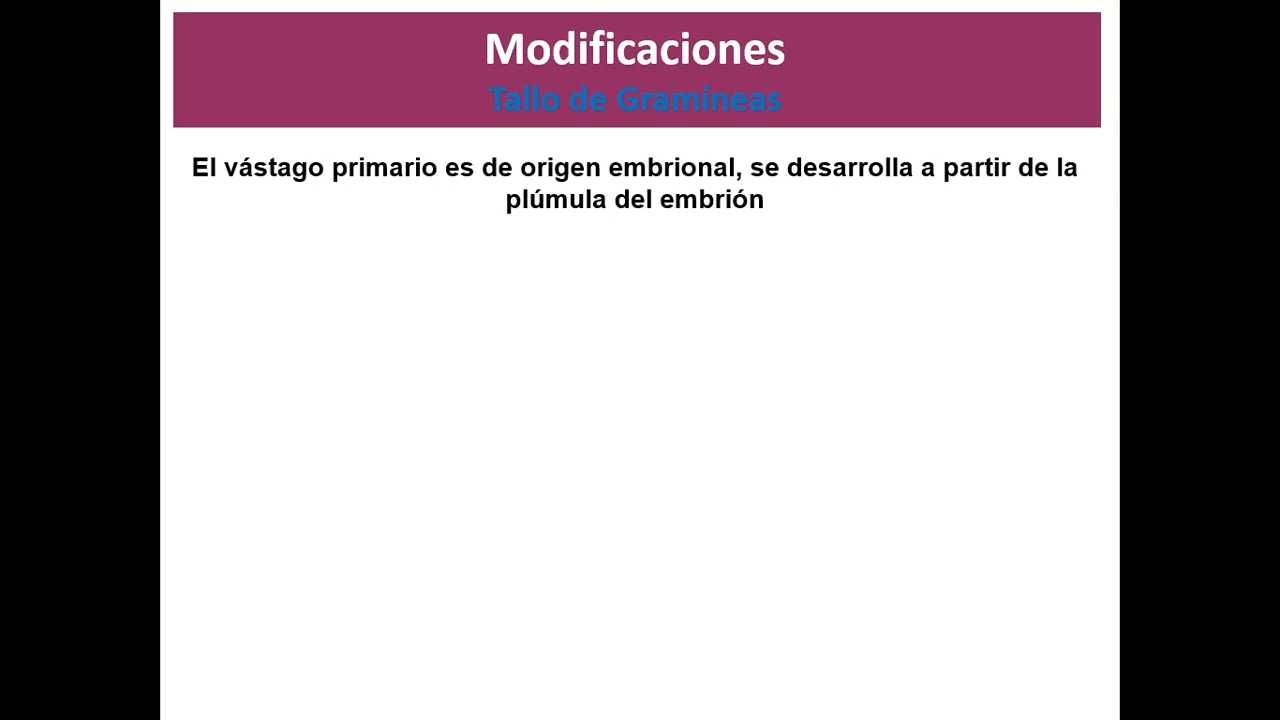 Modificaciones
Tallo de Gramíneas
El vástago primario es de origen embrional, se desarrolla a partir de la
plúmula del embrión